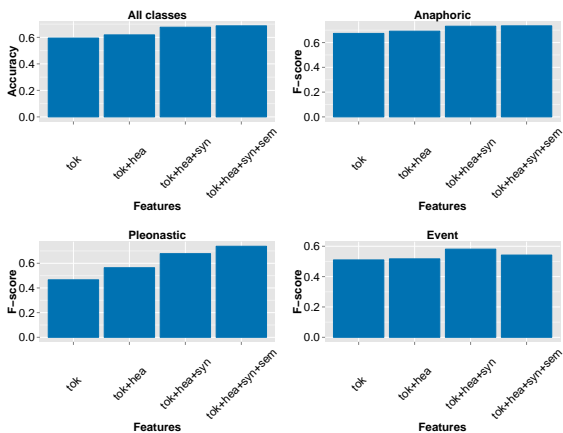 All classes
Accuracy
0.6
0.4
0.2
0.0
tok
tok+hea
tok+hea+syn
tok+hea+syn+sem
Features
Anaphoric
F−score
0.6
0.4
0.2
0.0
tok
tok+hea
tok+hea+syn
tok+hea+syn+sem
Features
Pleonastic
F−score
0.6
0.4
0.2
0.0
tok
tok+hea
tok+hea+syn
tok+hea+syn+sem
Features
Event
F−score
0.6
0.4
0.2
0.0
tok
tok+hea
tok+hea+syn
tok+hea+syn+sem
Features